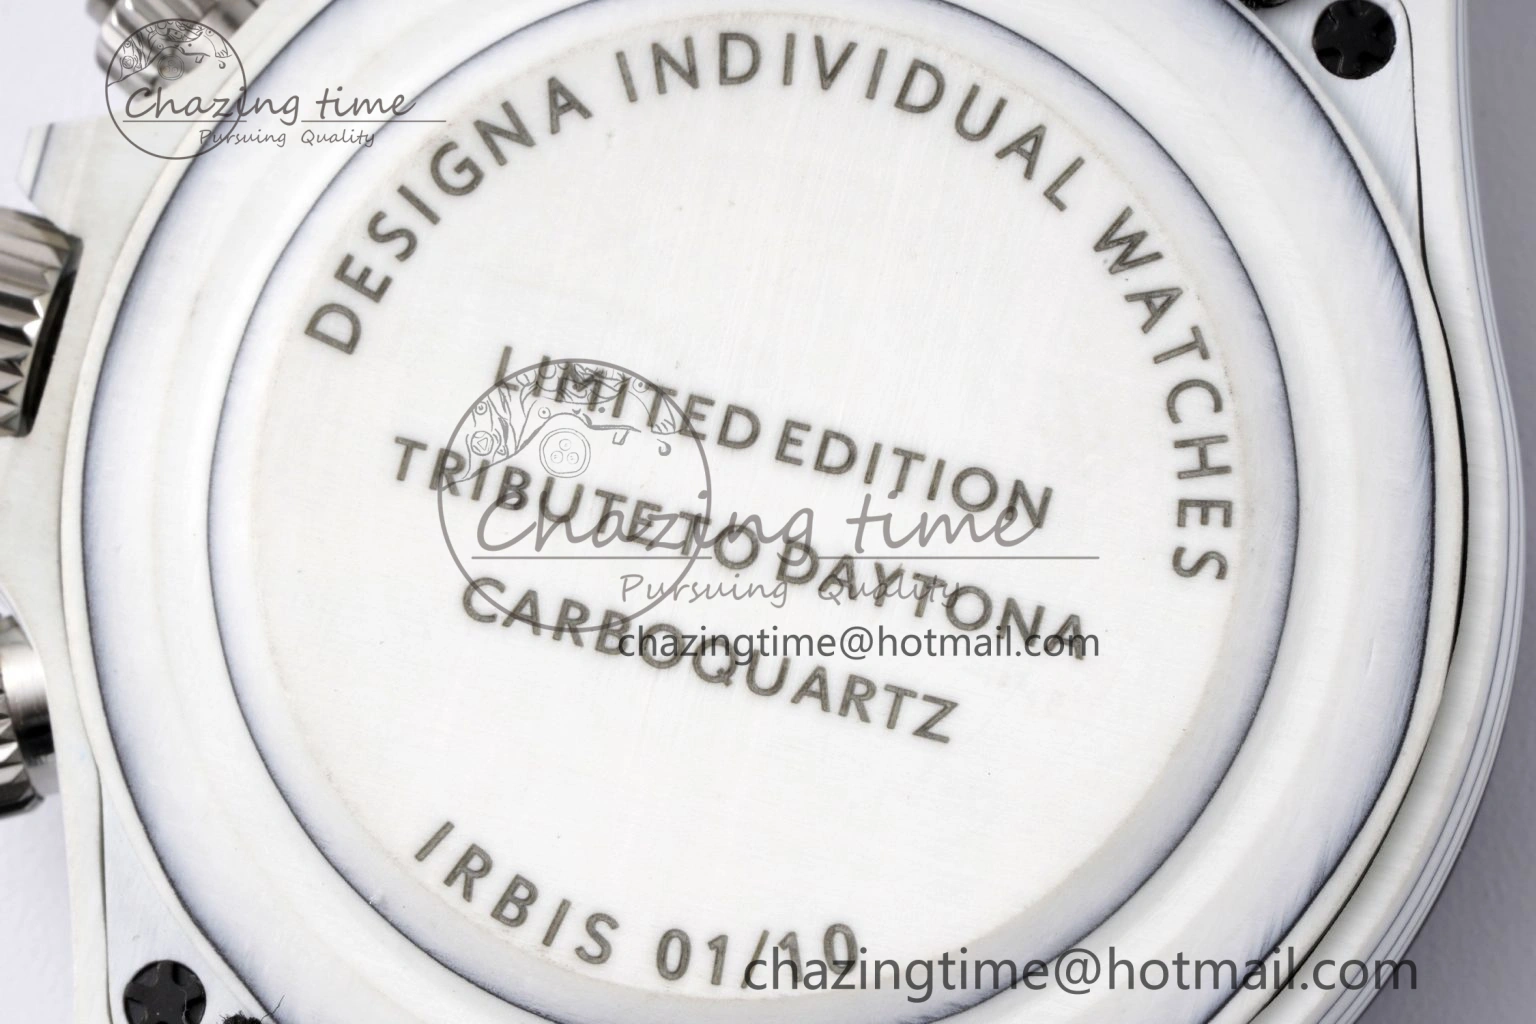 Chazing time
Pursuing Quality
DESIGNA INDIVIDUAL WATCHES
LIMITED EDITION
TRIBUTE TO DAYTONA
CARBOQUARTZ
Chazing time
Pursuing Quality
chazingtime@hotmail.com
IRBIS 01/10
chazingtime@hotmail.com